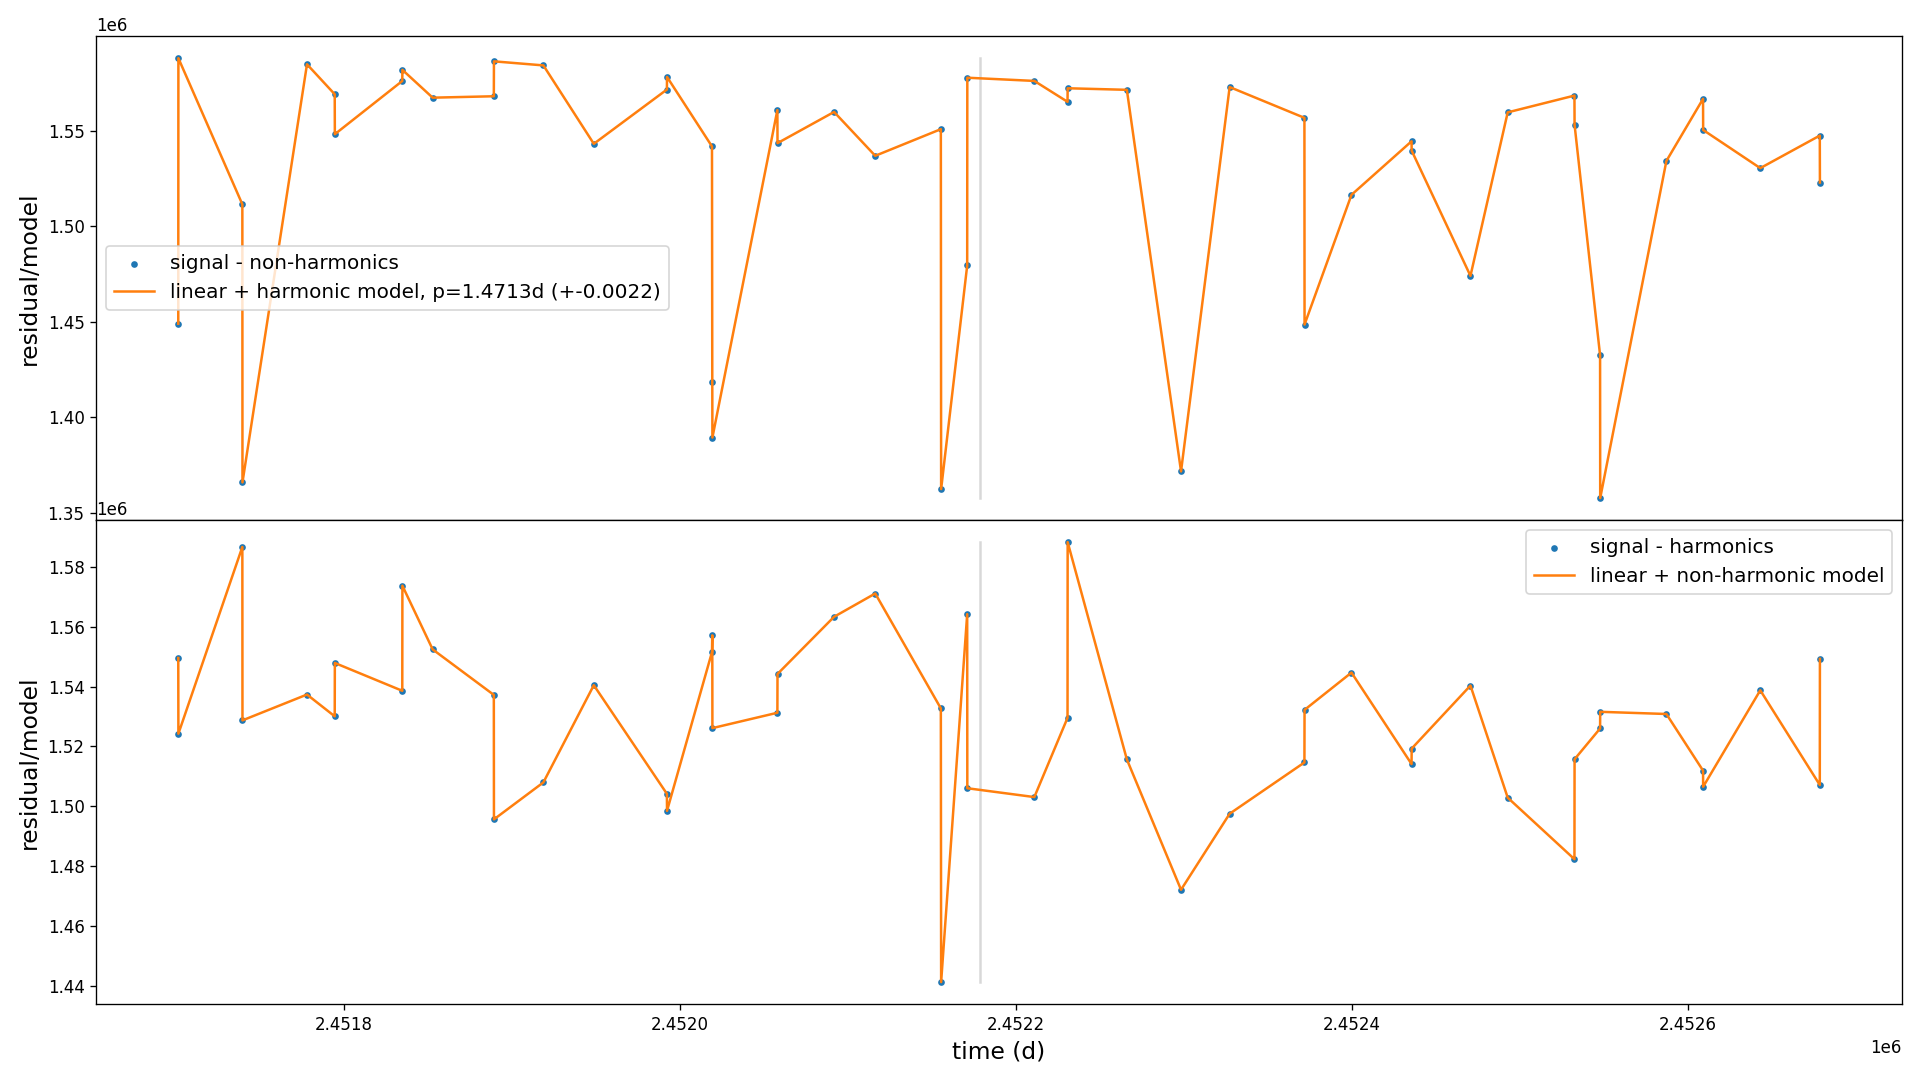 1e6
1.55
1.50
1.45
1.40
1.35
residual/model
signal - non-harmonics
linear + harmonic model, p=1.4713d (+-0.0022)
1e6
1.58
1.56
1.54
1.52
1.50
1.48
1.46
1.44
residual/model
signal - harmonics
linear + non-harmonic model
2.4518
2.4520
2.4522
2.4524
2.4526
time (d)
1e6